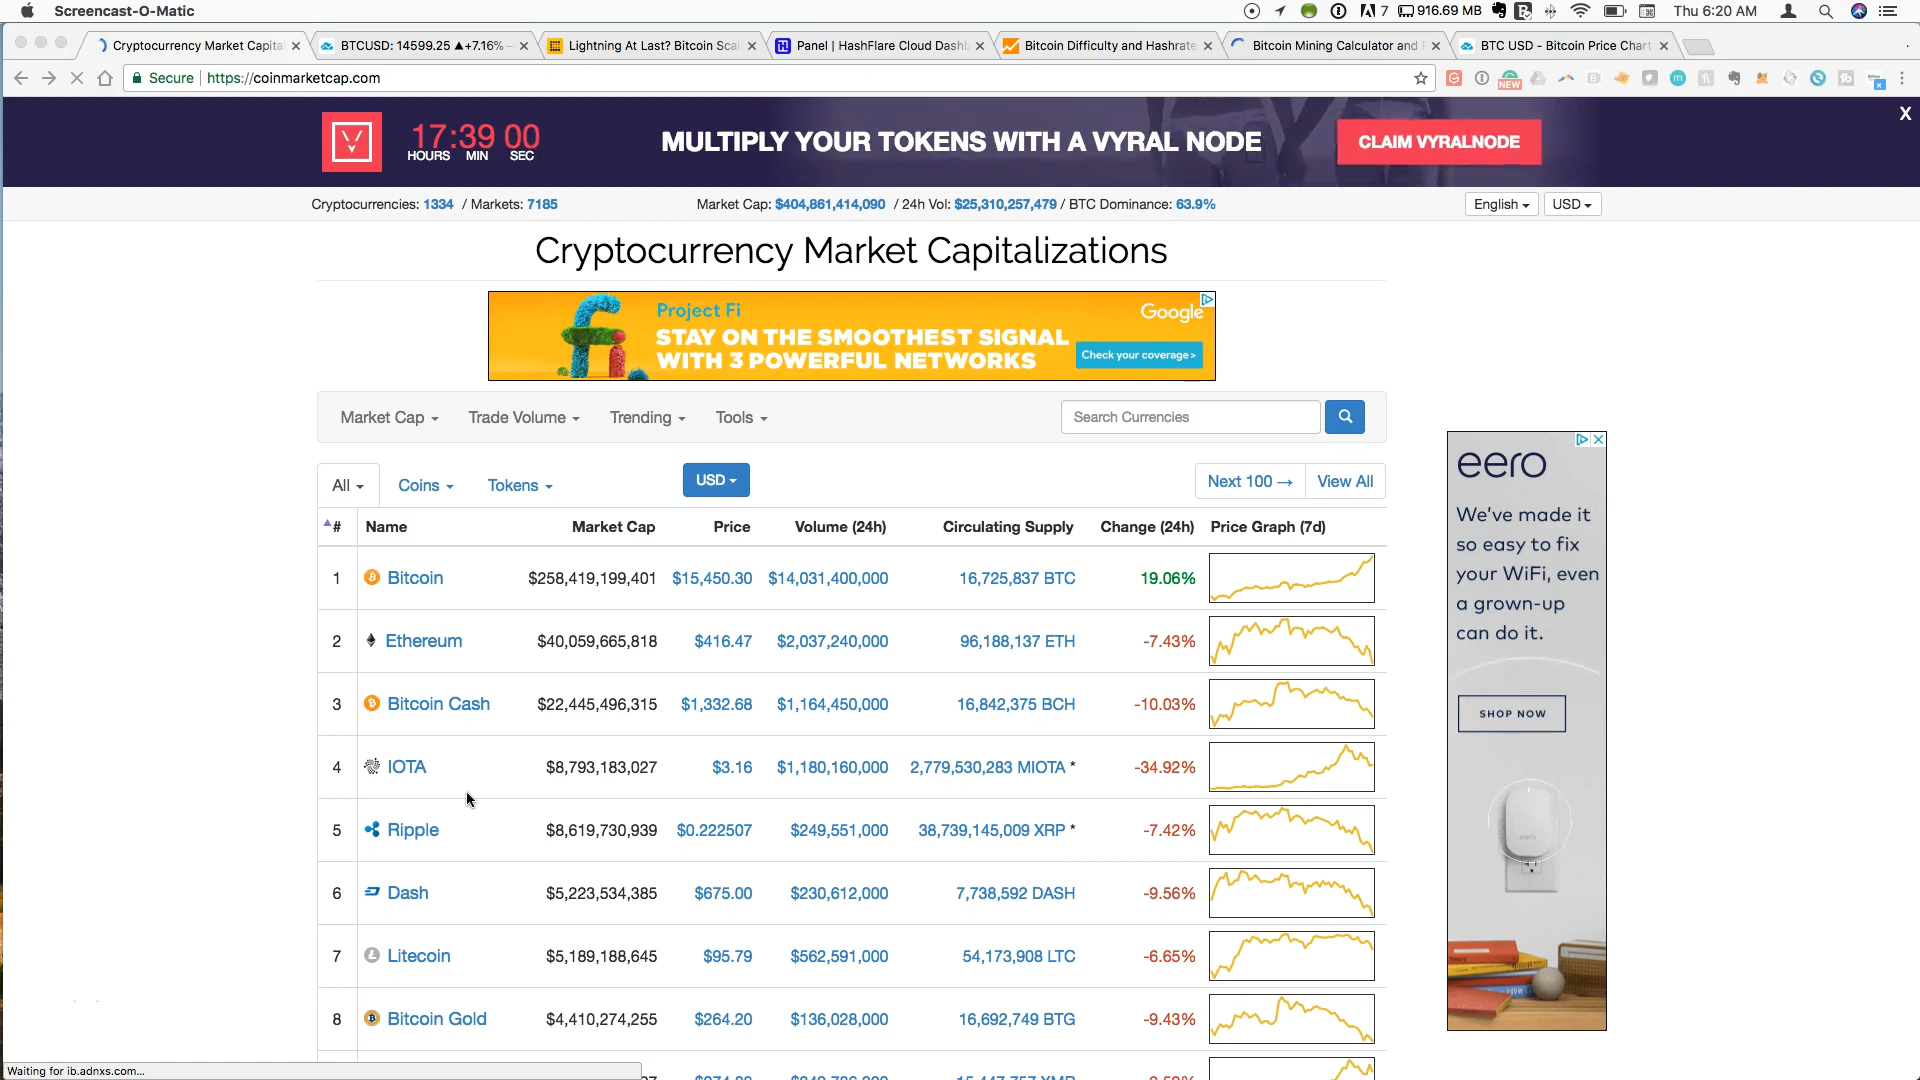 Screencast-O-Matic 7 916.69 MB Thu 6:20 AM
Cryptocurrency Market Capital BTCUSD: 14599.25 ▲+7.16% Lightning At Last? Bitcoin Scal Panel | HashFlare Cloud Dash Bitcoin Difficulty and Hashrate Bitcoin Mining Calculator and BTC USD - Bitcoin Price Chart
Secure https://coinmarketcap.com NEW
17:39 00
HOURS MIN SEC
MULTIPLY YOUR TOKENS WITH A VYRAL NODE
CLAIM VYRALNODE
X
Cryptocurrencies: 1334 / Markets: 7185 Market Cap: $404,861,414,090 / 24h Vol: $25,310,257,479 / BTC Dominance: 63.9% English USD
Cryptocurrency Market Capitalizations
Project Fi
STAY ON THE SMOOTHEST SIGNAL
WITH 3 POWERFUL NETWORKS
Google
Check your coverage >
Market Cap Trade Volume Trending Tools Search Currencies
All Coins Tokens USD Next 100 → View All
# Name Market Cap Price Volume (24h) Circulating Supply Change (24h) Price Graph (7d)
1 Bitcoin $258,419,199,401 $15,450.30 $14,031,400,000 16,725,837 BTC 19.06%
2 Ethereum $40,059,665,818 $416.47 $2,037,240,000 96,188,137 ETH -7.43%
3 Bitcoin Cash $22,445,496,315 $1,332.68 $1,164,450,000 16,842,375 BCH -10.03%
4 IOTA $8,793,183,027 $3.16 $1,180,160,000 2,779,530,283 MIOTA * -34.92%
5 Ripple $8,619,730,939 $0.222507 $249,551,000 38,739,145,009 XRP * -7.42%
6 Dash $5,223,534,385 $675.00 $230,612,000 7,738,592 DASH -9.56%
7 Litecoin $5,189,188,645 $95.79 $562,591,000 54,173,908 LTC -6.65%
8 Bitcoin Gold $4,410,274,255 $264.20 $136,028,000 16,692,749 BTG -9.43%
eero
We've made it
so easy to fix
your WiFi, even
a grown-up
can do it.
SHOP NOW
Waiting for ib.adnxs.com...